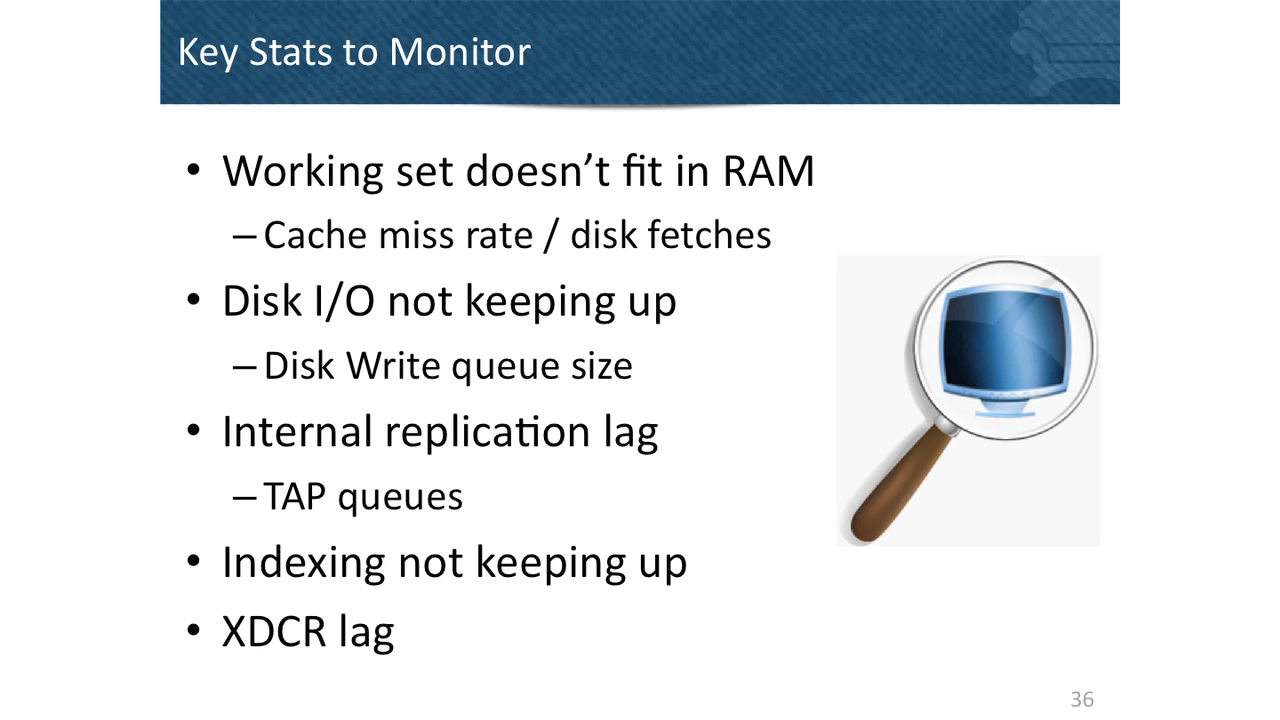 Key Stats to Monitor
• Working set doesn’t fit in RAM
– Cache miss rate / disk fetches
• Disk I/O not keeping up
– Disk Write queue size
• Internal replication lag
– TAP queues
• Indexing not keeping up
• XDCR lag
36